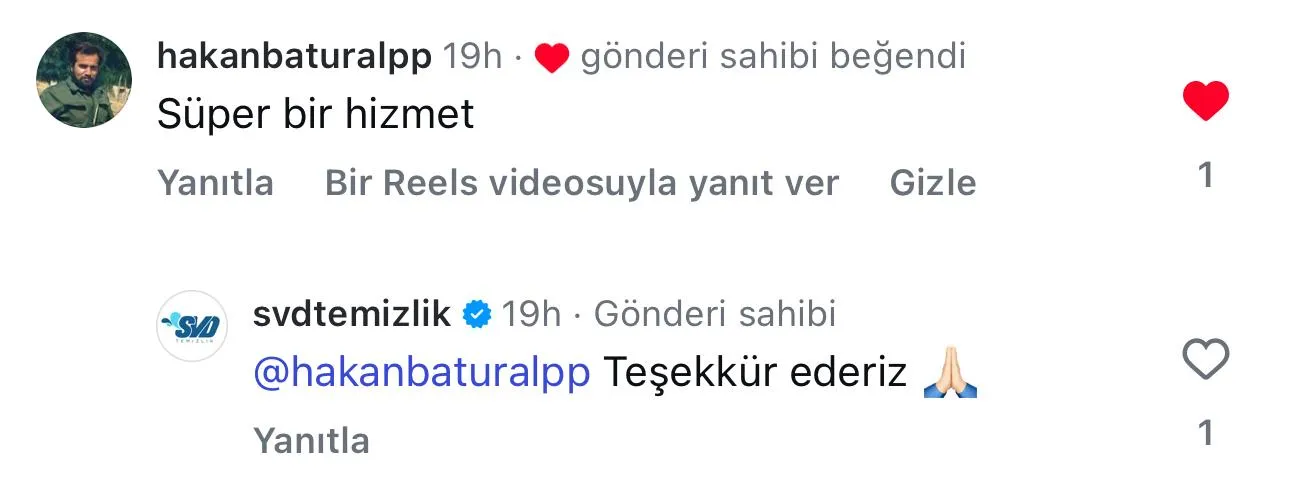 hakanbaturalpp 19h · ❤️ gönderi sahibi beğendi
Süper bir hizmet
Yanıtla Bir Reels videosuyla yanıt ver Gizle
1
SVD
TEMİZLİK
svdtemizlik 19h · Gönderi sahibi
@hakanbaturalpp Teşekkür ederiz 🙏🏻
1
Yanıtla